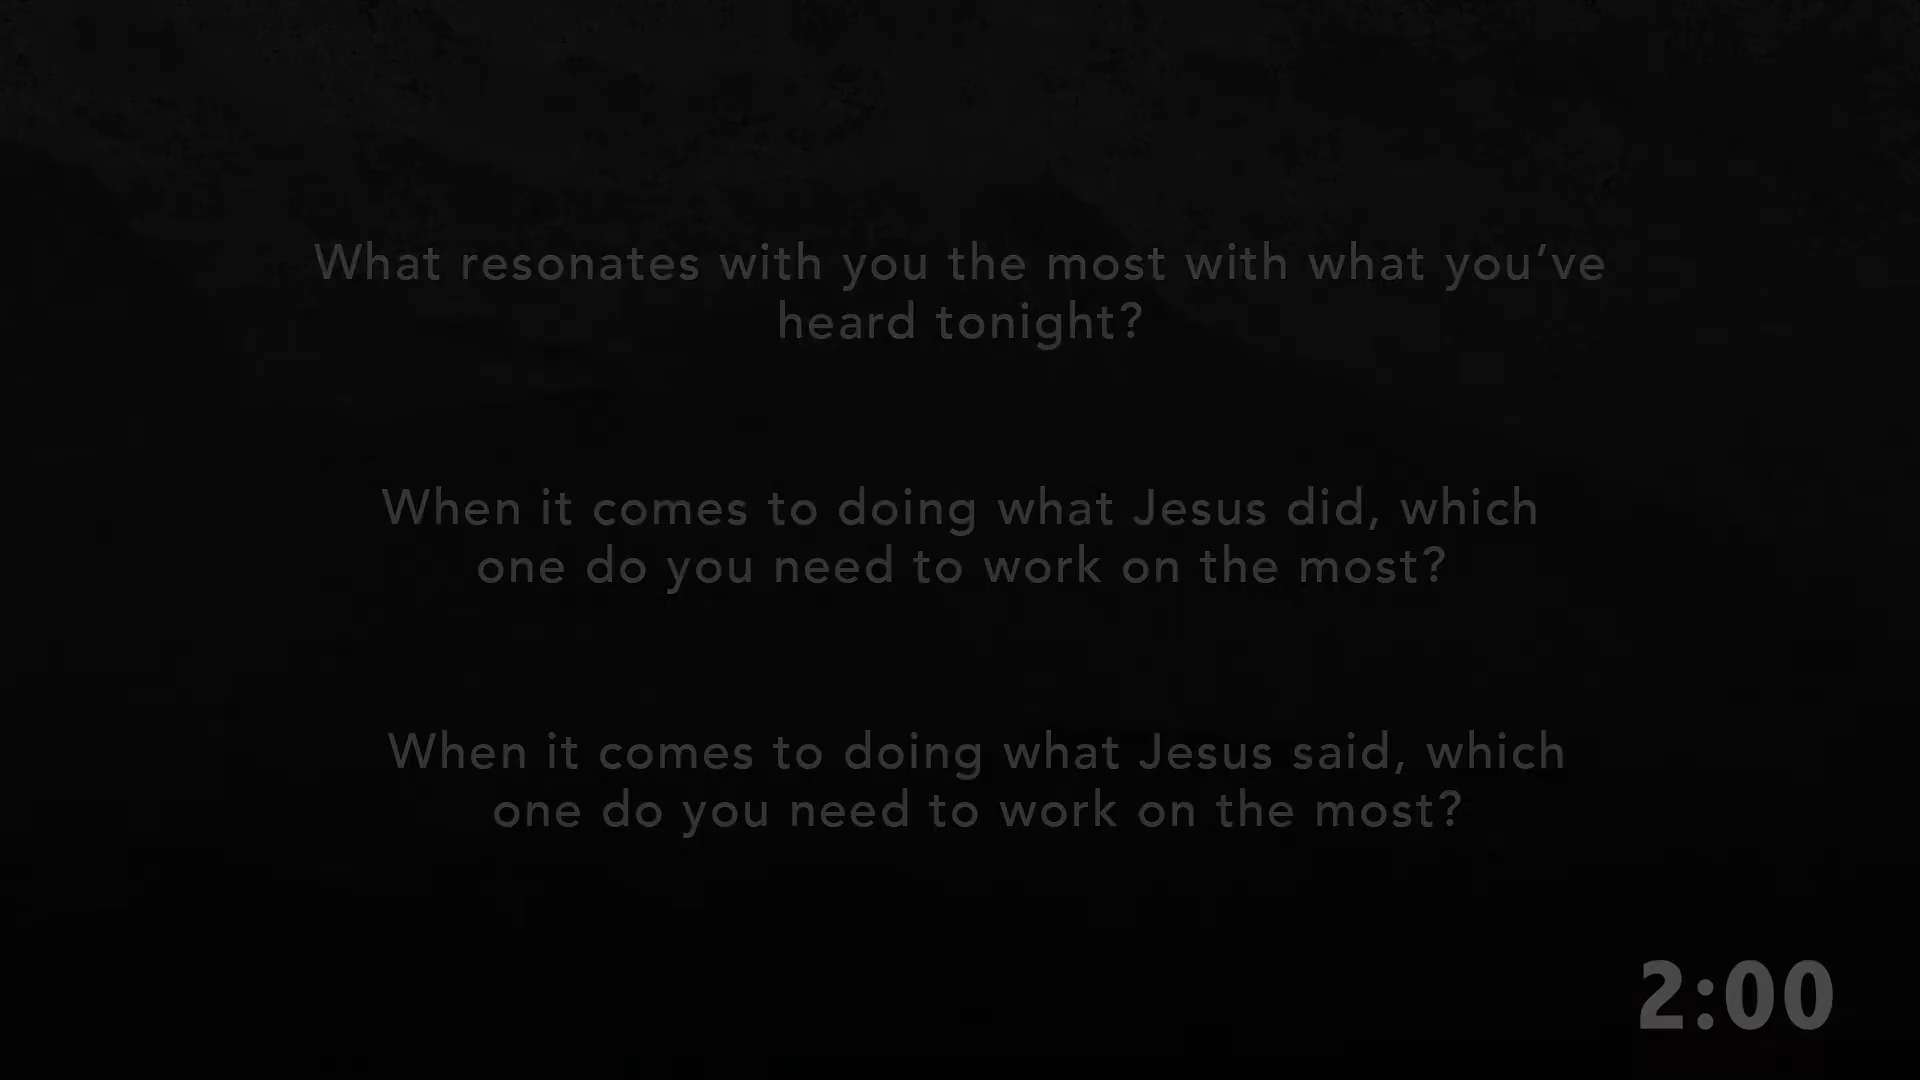 What resonates with you the most with what you’ve
heard tonight?
When it comes to doing what Jesus did, which
one do you need to work on the most?
When it comes to doing what Jesus said, which
one do you need to work on the most?
2:00